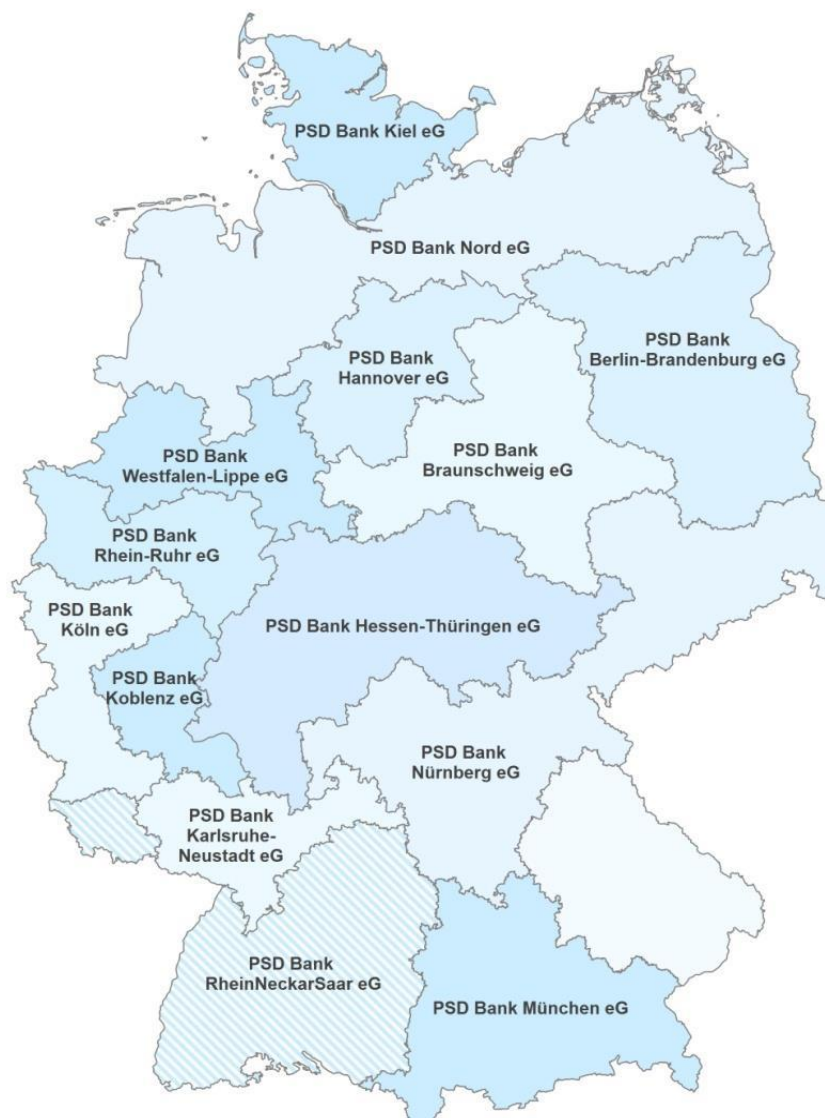 PSD Bank Kiel eG
PSD Bank Nord eG
PSD Bank
Berlin-Brandenburg eG
PSD Bank
Hannover eG
PSD Bank
Braunschweig eG
PSD Bank
Westfalen-Lippe eG
PSD Bank
Rhein-Ruhr eG
PSD Bank
Köln eG
PSD Bank Hessen-Thüringen eG
PSD Bank
Koblenz eG
PSD Bank
Nürnberg eG
PSD Bank
Karlsruhe-
Neustadt eG
PSD Bank
RheinNeckarSaar eG
PSD Bank München eG